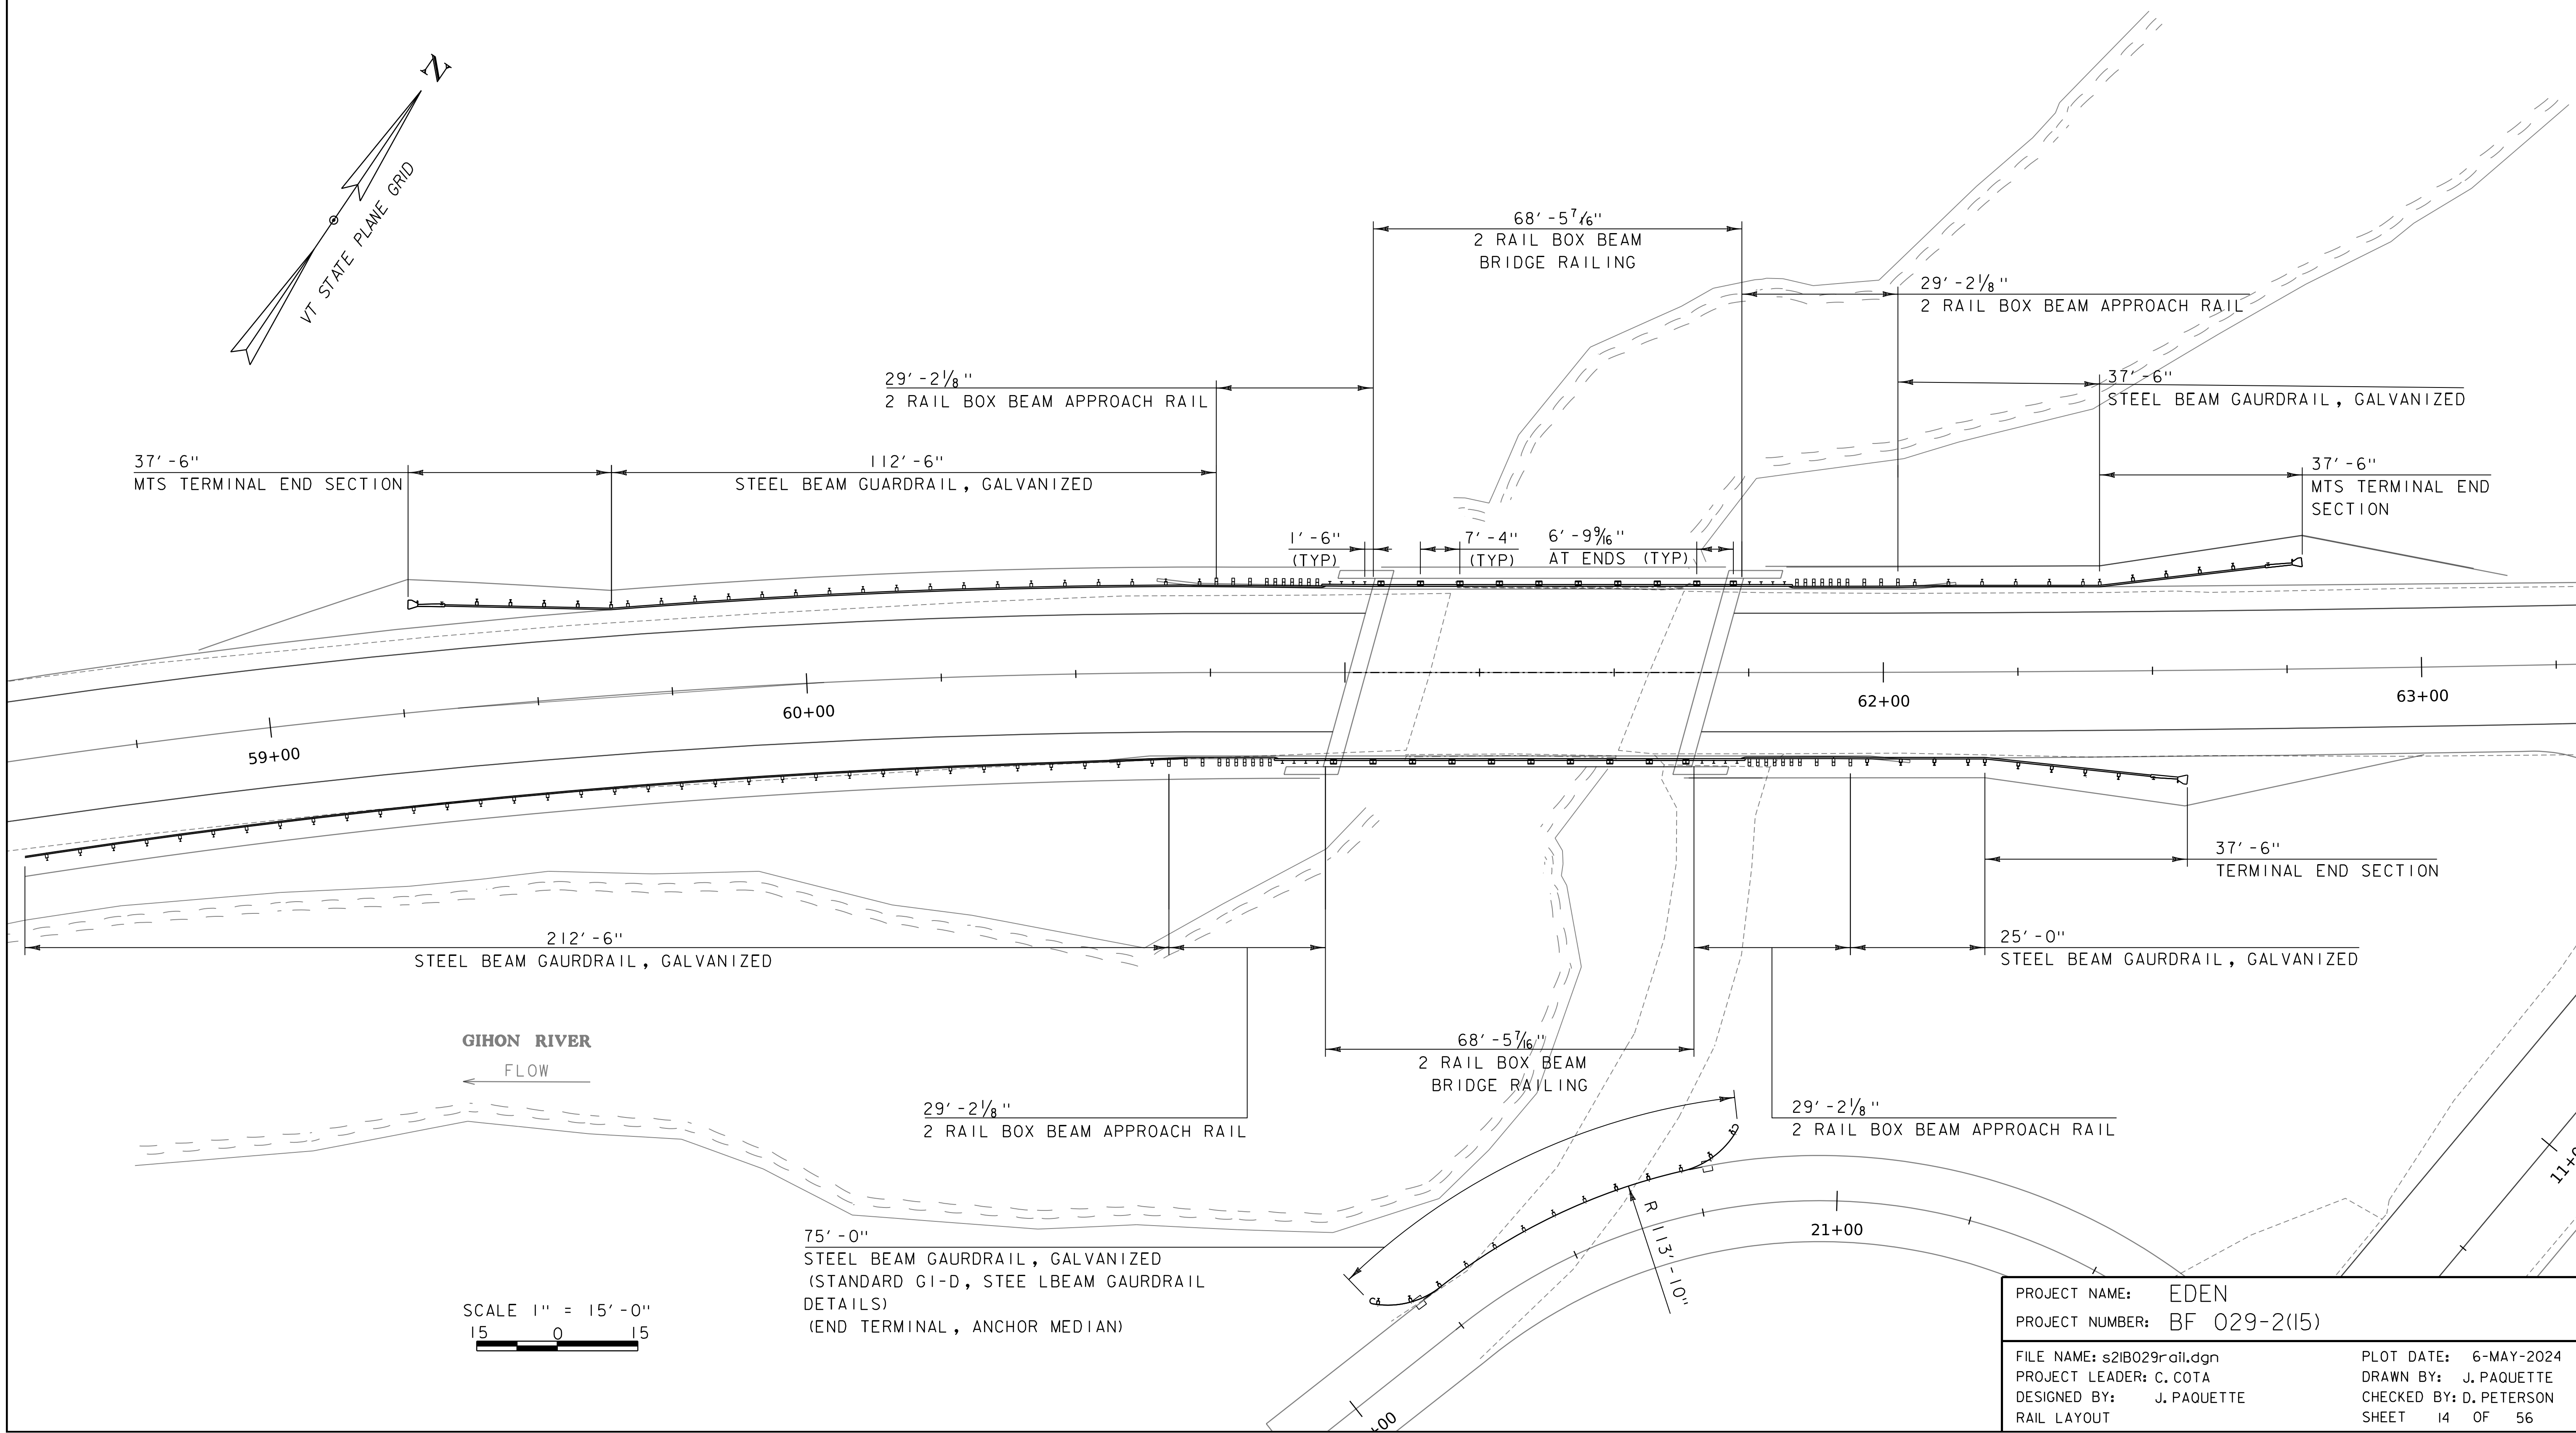 N
VT STATE PLANE GRID
68'-5 7/16"
2 RAIL BOX BEAM
BRIDGE RAILING
29'-2 1/8"
2 RAIL BOX BEAM APPROACH RAIL
29'-2 1/8"
2 RAIL BOX BEAM APPROACH RAIL
37'-6"
STEEL BEAM GAURDRAIL, GALVANIZED
37'-6"
MTS TERMINAL END SECTION
112'-6"
STEEL BEAM GUARDRAIL, GALVANIZED
37'-6"
MTS TERMINAL END
SECTION
1'-6"
(TYP)
7'-4"
(TYP)
6'-9 9/16"
AT ENDS (TYP)
59+00
60+00
62+00
63+00
37'-6"
TERMINAL END SECTION
212'-6"
STEEL BEAM GAURDRAIL, GALVANIZED
25'-0"
STEEL BEAM GAURDRAIL, GALVANIZED
GIHON RIVER
FLOW
68'-5 7/16"
2 RAIL BOX BEAM
BRIDGE RAILING
29'-2 1/8"
2 RAIL BOX BEAM APPROACH RAIL
29'-2 1/8"
2 RAIL BOX BEAM APPROACH RAIL
R 113'-10"
21+00
75'-0"
STEEL BEAM GAURDRAIL, GALVANIZED
(STANDARD G1-D, STEE LBEAM GAURDRAIL
DETAILS)
(END TERMINAL, ANCHOR MEDIAN)
SCALE 1" = 15'-0"
15 0 15
PROJECT NAME: EDEN
PROJECT NUMBER: BF 029-2(15)
FILE NAME: s21B029rail.dgn
PROJECT LEADER: C. COTA
DESIGNED BY: J. PAQUETTE
RAIL LAYOUT
PLOT DATE: 6-MAY-2024
DRAWN BY: J. PAQUETTE
CHECKED BY: D. PETERSON
SHEET 14 OF 56